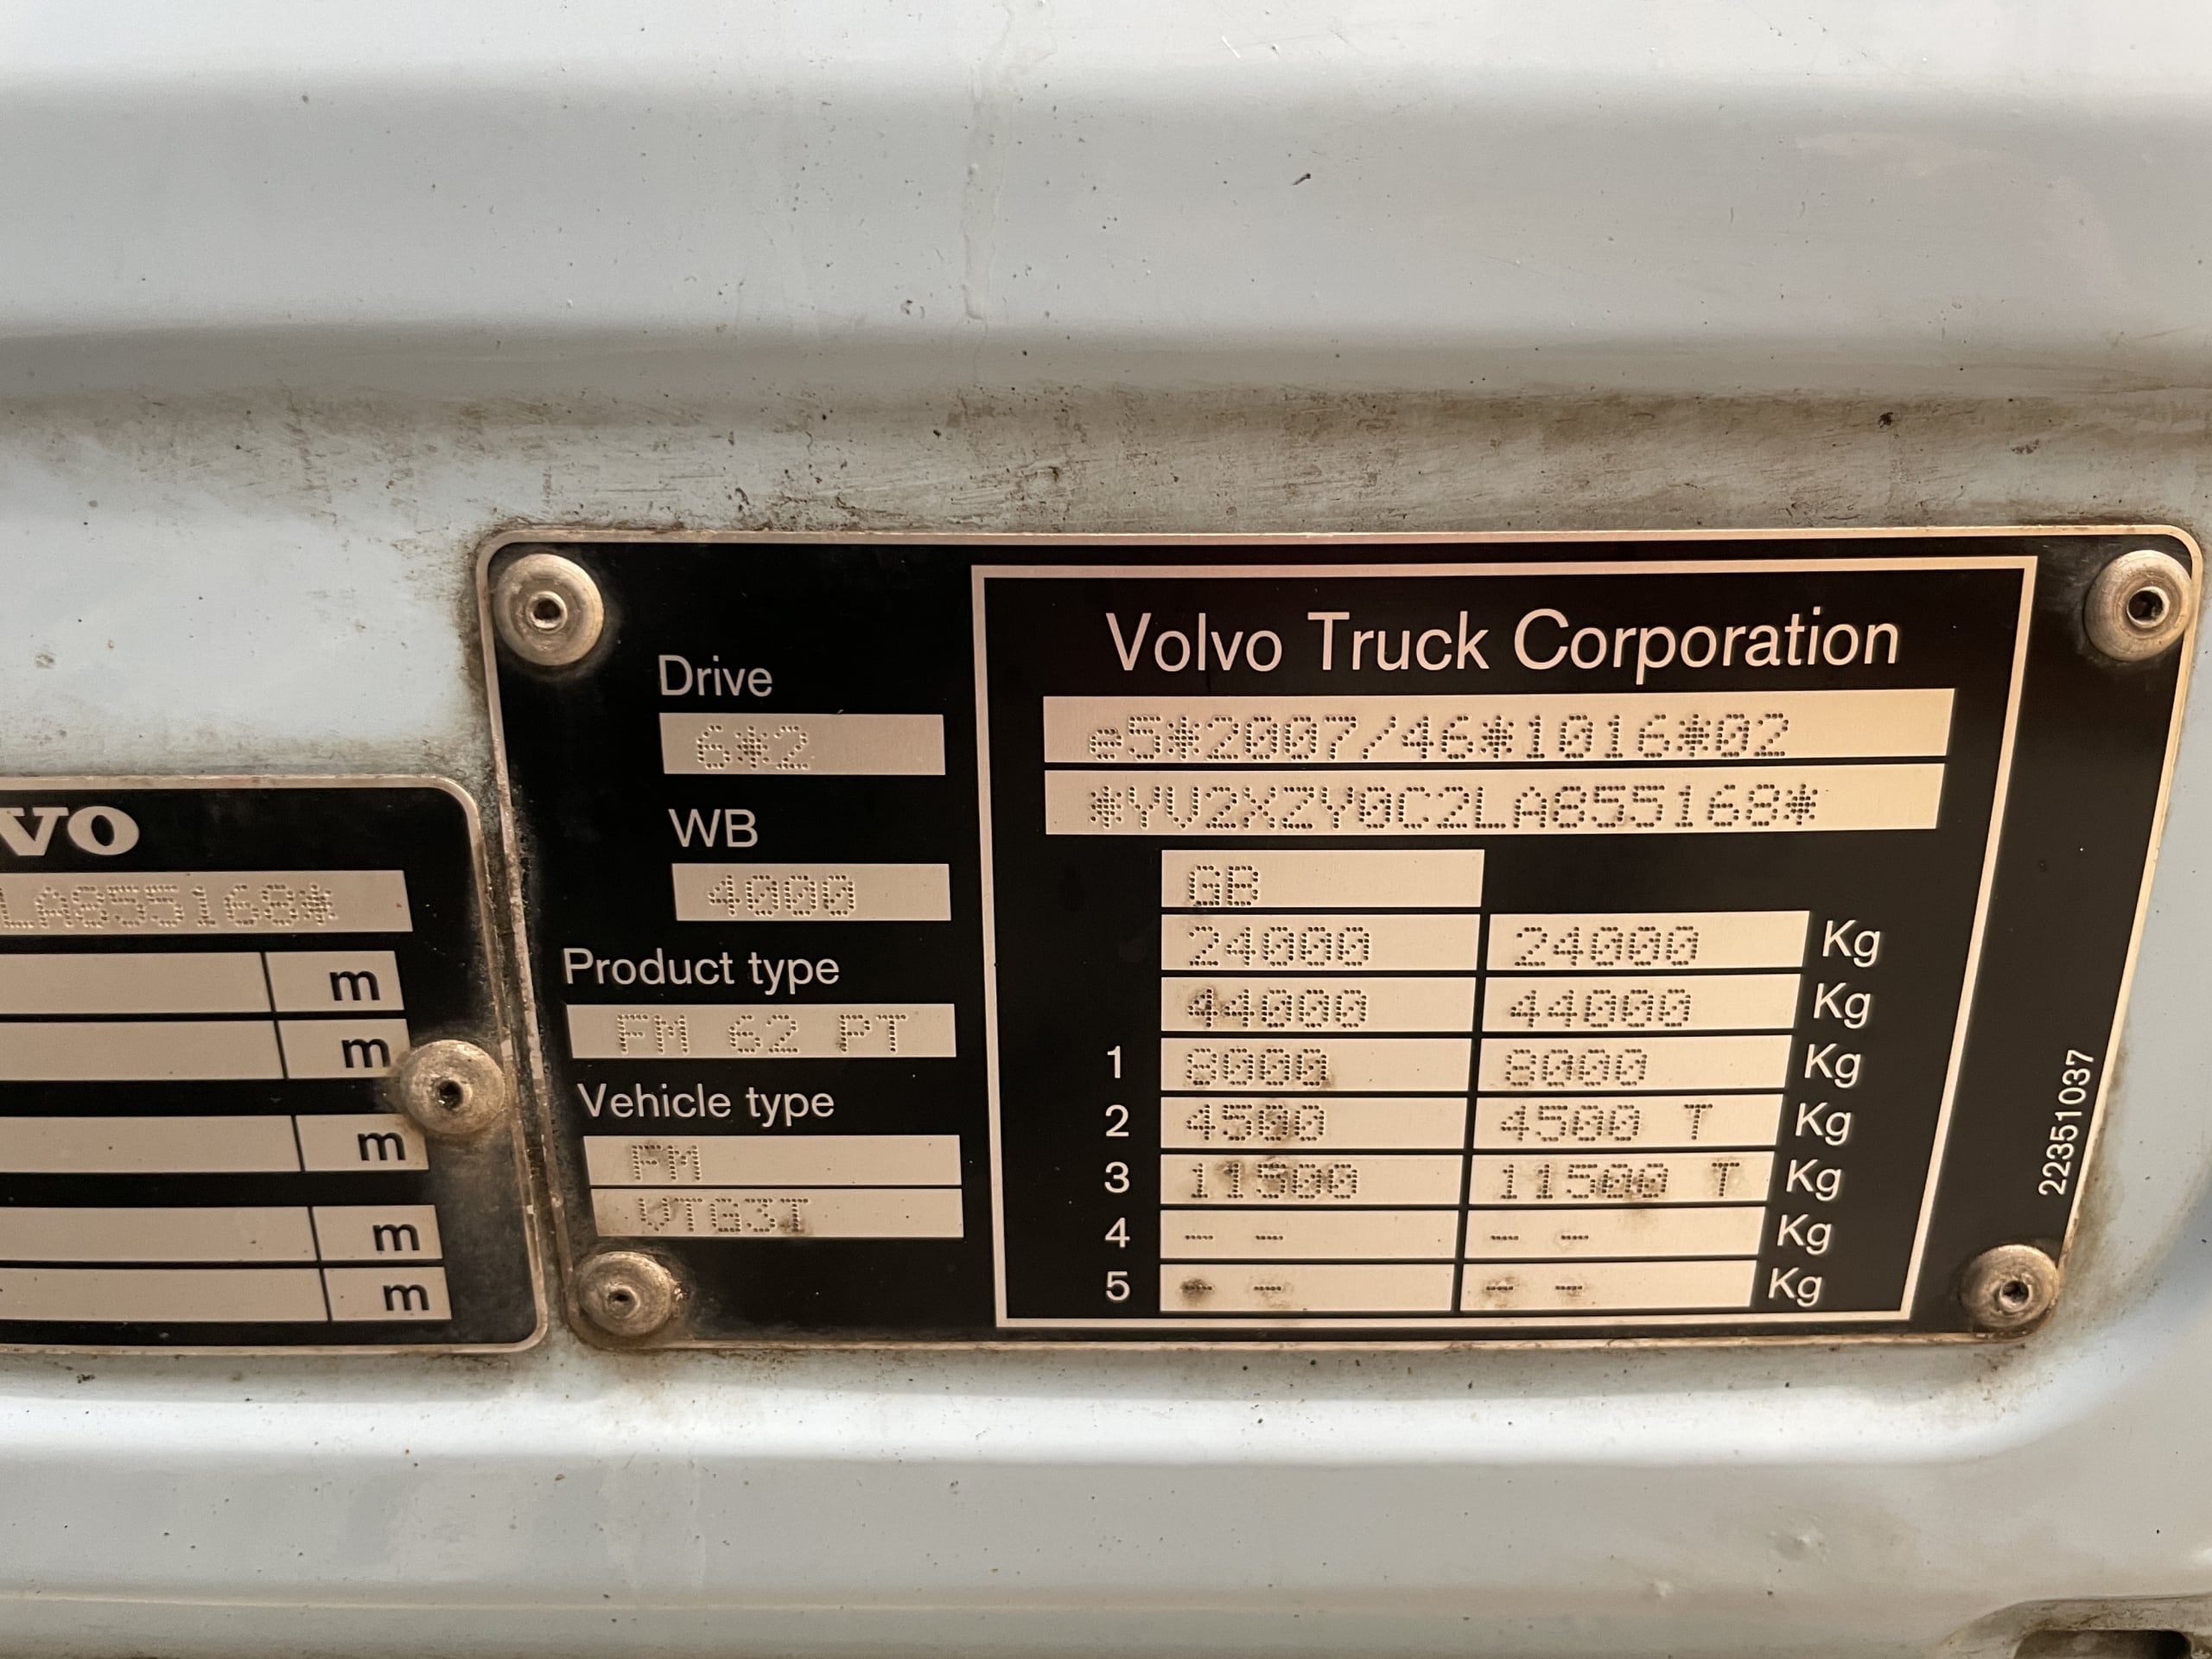 VO
LA855168*
m
m
m
m
m
Drive
6*2
WB
4000
Product type
FM 62 PT
Vehicle type
FM
VTG3T
Volvo Truck Corporation
e5*2007/46*1016*02
*YV2XZY0C2LA855168*
GB
24000 24000 Kg
44000 44000 Kg
1 8000 8000 Kg
2 4500 4500 T Kg
3 11500 11500 T Kg
4 - - - - Kg
5 - - - - Kg
22351037